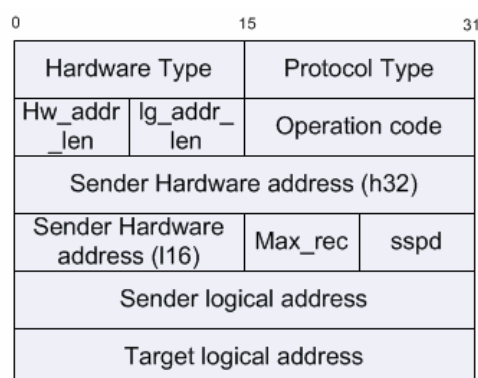 0 15 31
Hardware Type Protocol Type
Hw_addr lg_addr_
_len len
Operation code
Sender Hardware address (h32)
Sender Hardware
address (l16)
Max_rec sspd
Sender logical address
Target logical address